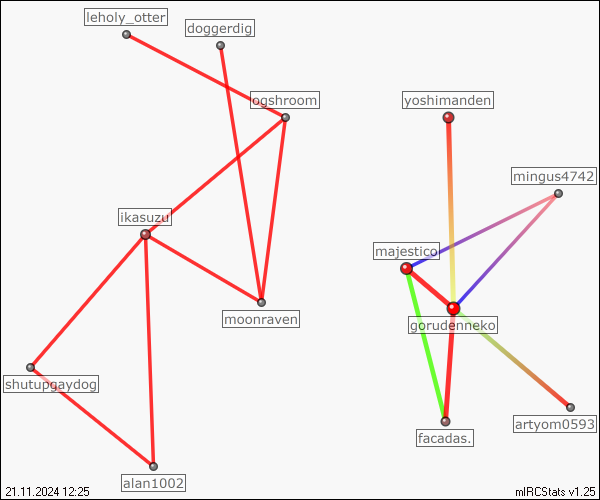 leholy_otter
doggerdig
ogshroom
yoshimanden
mingus4742
ikasuzu
majestico
moonraven
gorudenneko
shutupgaydog
artyom0593
facadas.
alan1002
21.11.2024 12:25
mIRCStats v1.25